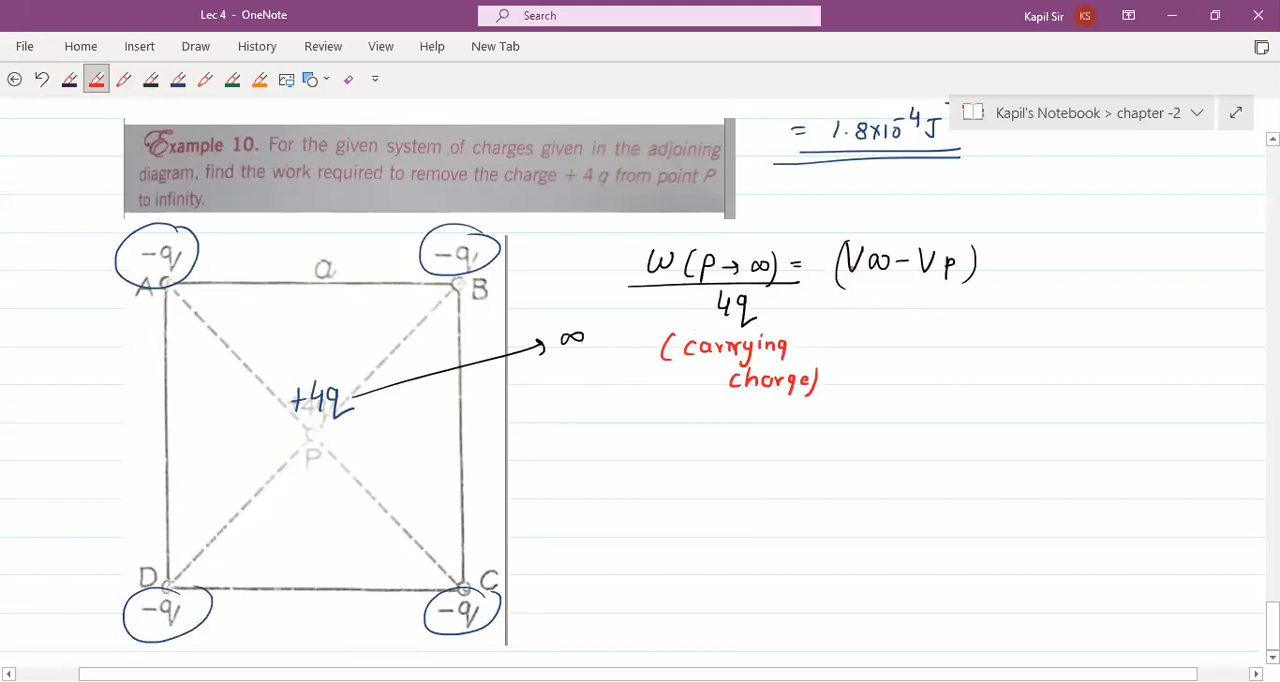 Lec 4 - OneNote
Search
Kapil Sir
KS
File
Home
Insert
Draw
History
Review
View
Help
New Tab
Kapil's Notebook > chapter -2
= 1.8×10⁻⁴ J
Example 10. For the given system of charges given in the adjoining
diagram, find the work required to remove the charge + 4 q from point P
to infinity.
-q
-q
a
A
B
W (P → ∞) = (V∞ - Vp)
4q
(carrying
charge)
∞
+4q
P
D
C
-q
-q